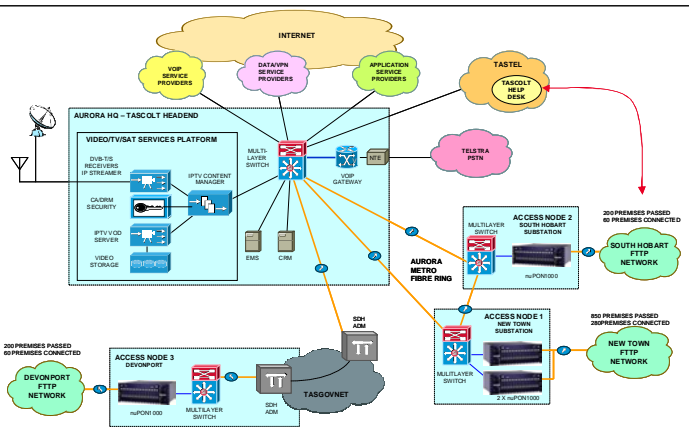 INTERNET
VOIP
SERVICE
PROVIDERS
DATA/VPN
SERVICE
PROVIDERS
APPLICATION
SERVICE
PROVIDERS
TASTEL
TASCOLT
HELP
DESK
AURORA HQ – TASCOLT HEADEND
VIDEO/TV/SAT SERVICES PLATFORM
DVB-T/S
RECEIVERS
IP STREAMER
CA/DRM
SECURITY
IPTV VOD
SERVER
VIDEO
STORAGE
IPTV CONTENT
MANAGER
MULTI-
LAYER
SWITCH
VOIP
GATEWAY
NTE
TELSTRA
PSTN
EMS
CRM
AURORA
METRO
FIBRE RING
ACCESS NODE 2
SOUTH HOBART
SUBSTATION
MULTILAYER
SWITCH
nuPON1000
200 PREMISES PASSED
60 PREMISES CONNECTED
SOUTH HOBART
FTTP
NETWORK
ACCESS NODE 1
NEW TOWN
SUBSTATION
MULITLAYER
SWITCH
2 X nuPON1000
850 PREMISES PASSED
280PREMISES CONNECTED
NEW TOWN
FTTP
NETWORK
SDH
ADM
200 PREMISES PASSED
60 PREMISES CONNECTED
DEVONPORT
FTTP
NETWORK
ACCESS NODE 3
DEVONPORT
nuPON1000
MULTILAYER
SWITCH
SDH
ADM
TASGOVNET